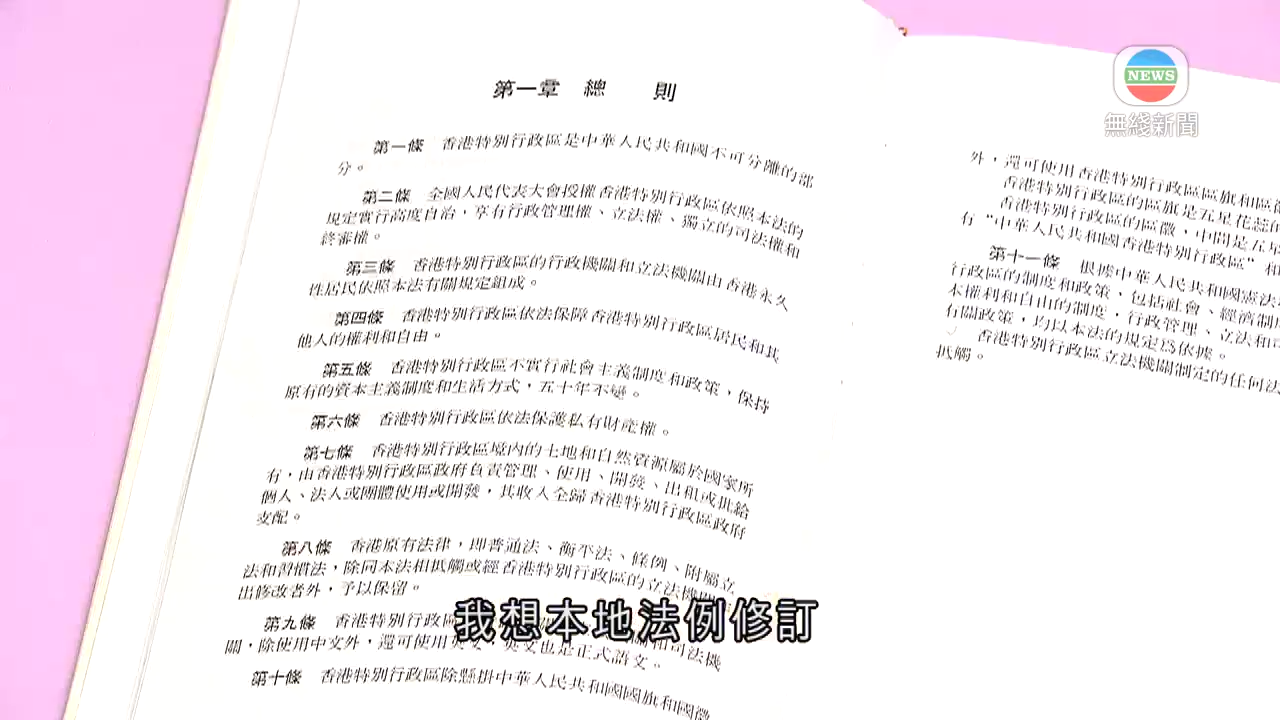 第一章 總 則
第一條 香港特別行政區是中華人民共和國不可分離的部
分。
第二條 全國人民代表大會授權香港特別行政區依照本法的
規定實行高度自治，享有行政管理權、立法權、獨立的司法權和
終審權。
第三條 香港特別行政區的行政機關和立法機關由香港永久
性居民依照本法有關規定組成。
第四條 香港特別行政區依法保障香港特別行政區居民和其
他人的權利和自由。
第五條 香港特別行政區不實行社會主義制度和政策，保持
原有的資本主義制度和生活方式，五十年不變。
第六條 香港特別行政區依法保護私有財產權。
第七條 香港特別行政區境內的土地和自然資源屬於國家所
有，由香港特別行政區政府負責管理、使用、開發、出租或批給
個人、法人或團體使用或開發，其收入全歸香港特別行政區政府
支配。
第八條 香港原有法律，即普通法、衡平法、條例、附屬立
法和習慣法，除同本法相抵觸或經香港特別行政區的立法機關
出修改者外，予以保留。
第九條 香港特別行政區 和司法機
關，除使用中文外，還可使用英文，英文也是正式語文。
第十條 香港特別行政區除懸掛中華人民共和國國旗和國徽
外，還可使用香港特別行政區區旗和區徽
香港特別行政區的區旗是五星花蕊的
香港特別行政區的區徽，中間是五星
有“中華人民共和國香港特別行政區”和
第十一條 根據中華人民共和國憲法
行政區的制度和政策，包括社會、經濟制
本權利和自由的制度，行政管理、立法和司
有關政策，均以本法的規定為依據。
香港特別行政區立法機關制定的任何法
抵觸。
NEWS
無綫新聞
我想本地法例修訂